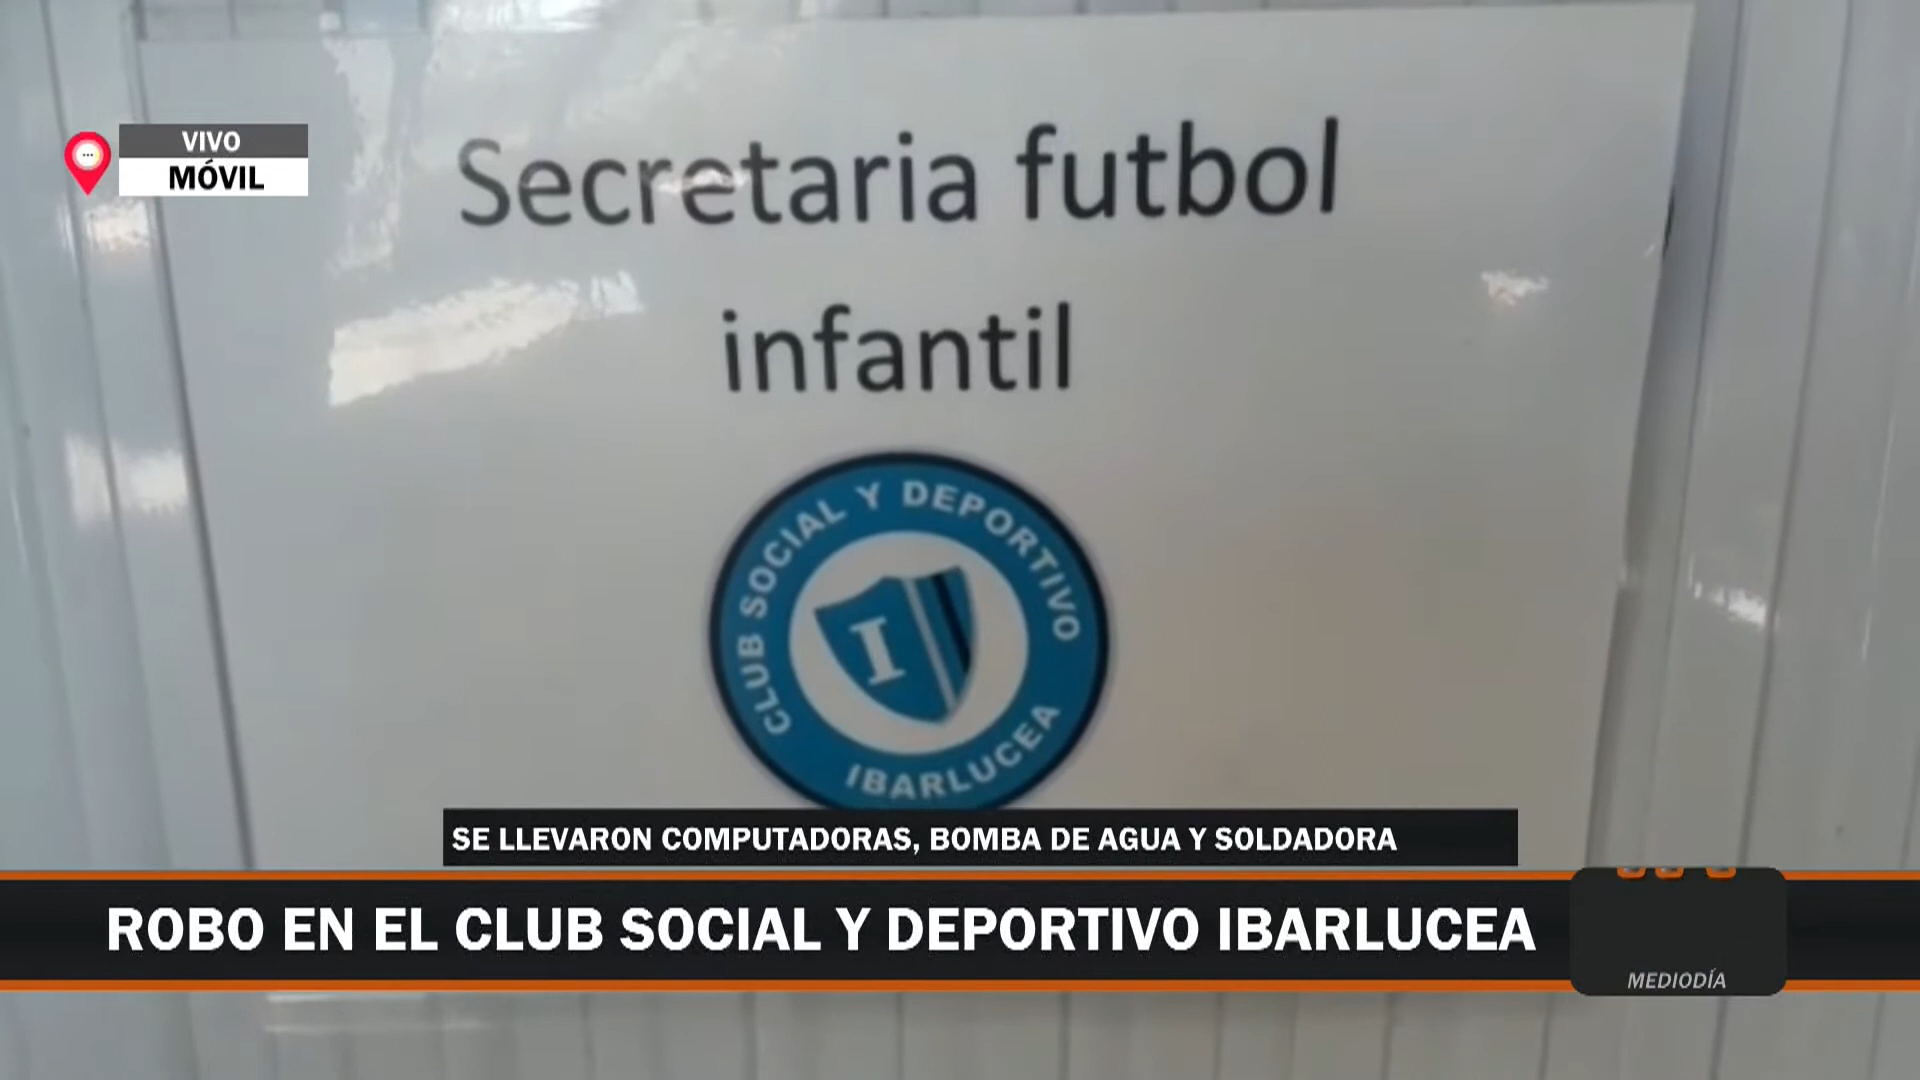 VIVO
MÓVIL
Secretaria futbol
infantil
CLUB SOCIAL Y DEPORTIVO
I
IBARLUCEA
SE LLEVARON COMPUTADORAS, BOMBA DE AGUA Y SOLDADORA
ROBO EN EL CLUB SOCIAL Y DEPORTIVO IBARLUCEA
MEDIODÍA